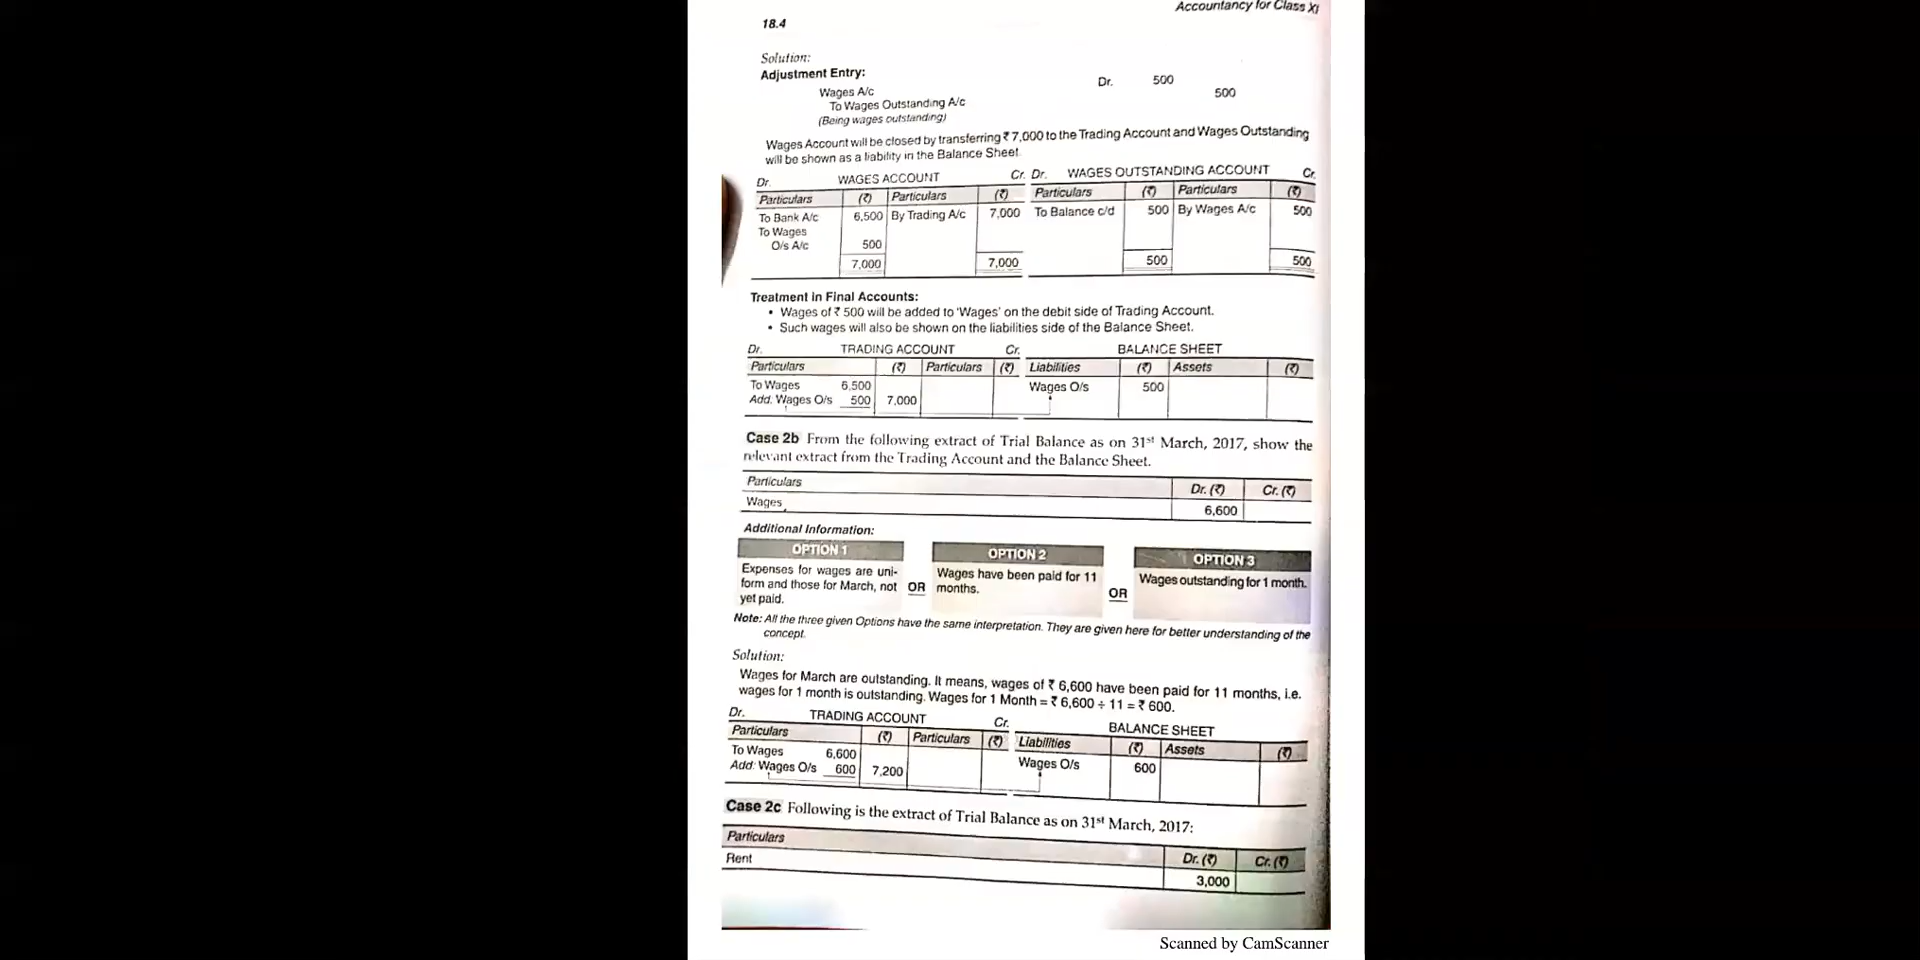 Accountancy for Class XI
18.4
Solution:
Adjustment Entry:
Wages A/c Dr. 500
To Wages Outstanding A/c 500
(Being wages outstanding)
Wages Account will be closed by transferring ₹ 7,000 to the Trading Account and Wages Outstanding
will be shown as a liability in the Balance Sheet
Dr. WAGES ACCOUNT Cr. Dr. WAGES OUTSTANDING ACCOUNT Cr.
Particulars (₹) Particulars (₹) Particulars (₹) Particulars (₹)
To Bank A/c 6,500 By Trading A/c 7,000 To Balance c/d 500 By Wages A/c 500
To Wages
O/s A/c 500
7,000 7,000 500 500
Treatment in Final Accounts:
• Wages of ₹ 500 will be added to 'Wages' on the debit side of Trading Account.
• Such wages will also be shown on the liabilities side of the Balance Sheet.
Dr. TRADING ACCOUNT Cr. BALANCE SHEET
Particulars (₹) Particulars (₹) Liabilities (₹) Assets (₹)
To Wages 6,500 Wages O/s 500
Add: Wages O/s 500 7,000
Case 2b From the following extract of Trial Balance as on 31st March, 2017, show the
relevant extract from the Trading Account and the Balance Sheet.
Particulars Dr. (₹) Cr. (₹)
Wages 6,600
Additional Information:
OPTION 1 OPTION 2 OPTION 3
Expenses for wages are uni- Wages have been paid for 11 Wages outstanding for 1 month.
form and those for March, not OR months. OR
yet paid.
Note: All the three given Options have the same interpretation. They are given here for better understanding of the
concept.
Solution:
Wages for March are outstanding. It means, wages of ₹ 6,600 have been paid for 11 months, i.e.
wages for 1 month is outstanding. Wages for 1 Month = ₹ 6,600 ÷ 11 = ₹ 600.
Dr. TRADING ACCOUNT Cr. BALANCE SHEET
Particulars (₹) Particulars (₹) Liabilities (₹) Assets (₹)
To Wages 6,600 Wages O/s 600
Add: Wages O/s 600 7,200
Case 2c Following is the extract of Trial Balance as on 31st March, 2017:
Particulars Dr. (₹) Cr. (₹)
Rent 3,000
Scanned by CamScanner